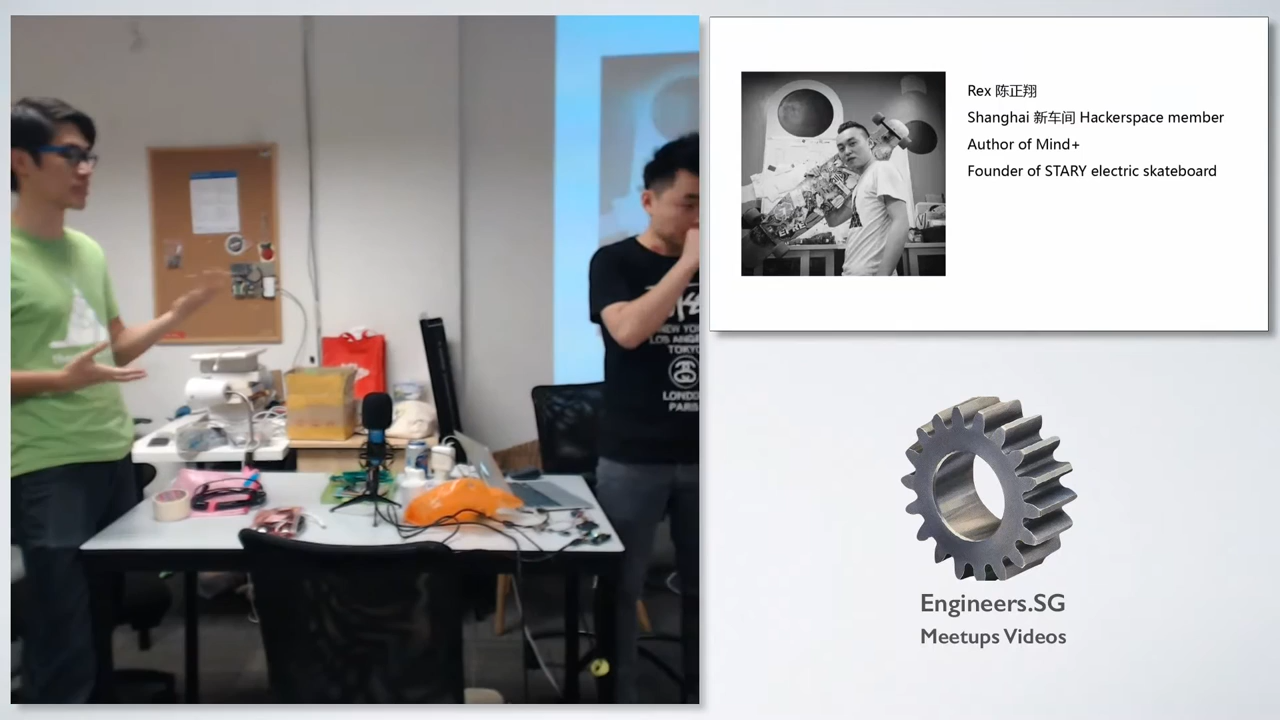 NEW YORK
LOS ANGELES
TOKYO
LONDON
PARIS
Rex 陈正翔
Shanghai 新车间 Hackerspace member
Author of Mind+
Founder of STARY electric skateboard
Engineers.SG
Meetups Videos